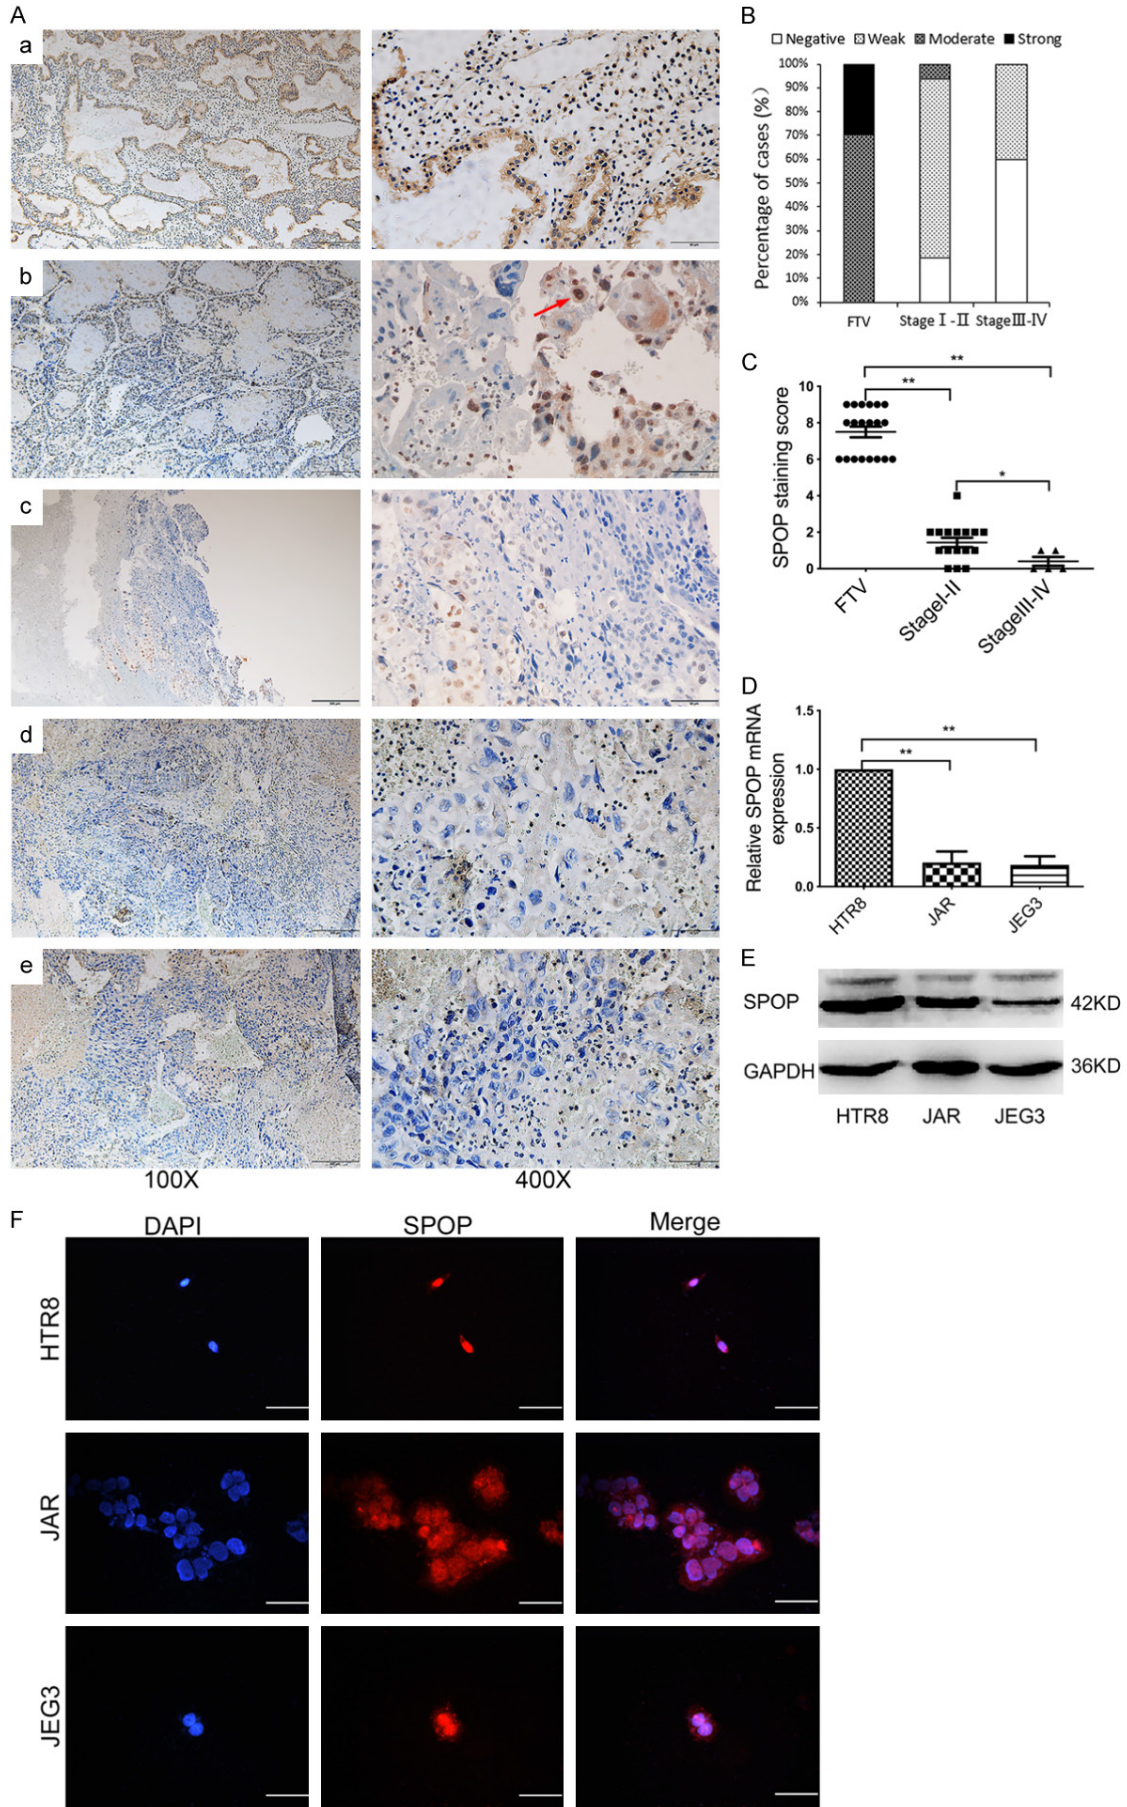 A
a
b
c
d
e
100X
400X
B
Negative Weak Moderate Strong
Percentage of cases (%)
100%
90%
80%
70%
60%
50%
40%
30%
20%
10%
0%
FTV
Stage Ⅰ-Ⅱ
StageⅢ-Ⅳ
C
SPOP staining score
10
8
6
4
2
0
**
**
*
FTV
StageI-II
StageIII-IV
D
Relative SPOP mRNA
expression
1.5
1.0
0.5
0.0
**
**
HTR8
JAR
JEG3
E
SPOP
42KD
GAPDH
36KD
HTR8
JAR
JEG3
F
DAPI
SPOP
Merge
HTR8
JAR
JEG3